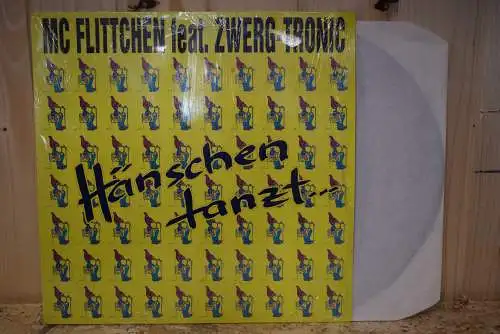 MC FLITTCHEN feat. ZWERG-TRONIC
Hänschen
tanzt...